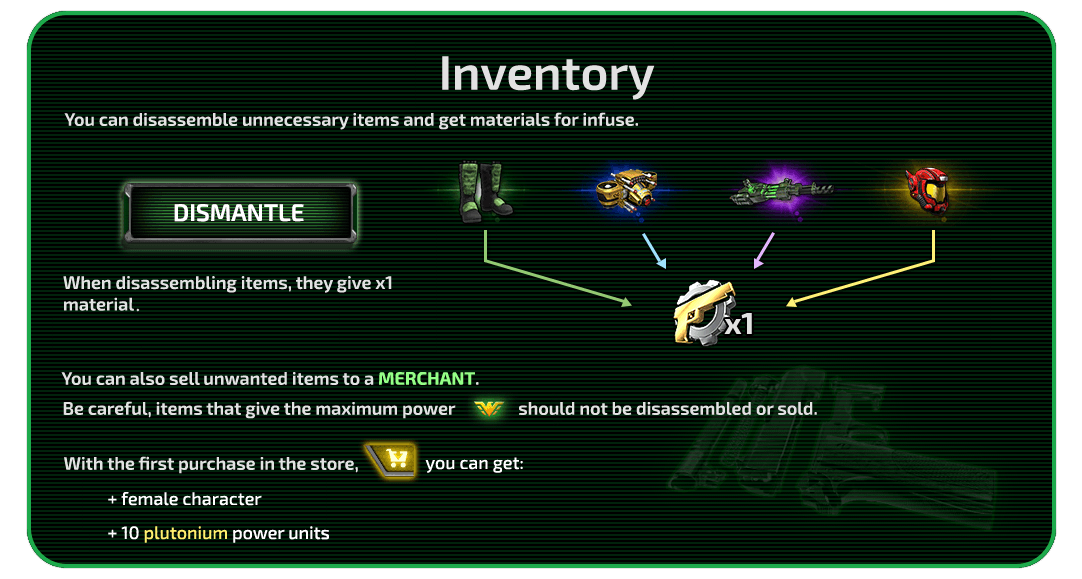 Inventory
You can disassemble unnecessary items and get materials for infuse.
DISMANTLE
When disassembling items, they give x1
material.
x1
You can also sell unwanted items to a MERCHANT.
Be careful, items that give the maximum power should not be disassembled or sold.
With the first purchase in the store, you can get:
+ female character
+ 10 plutonium power units